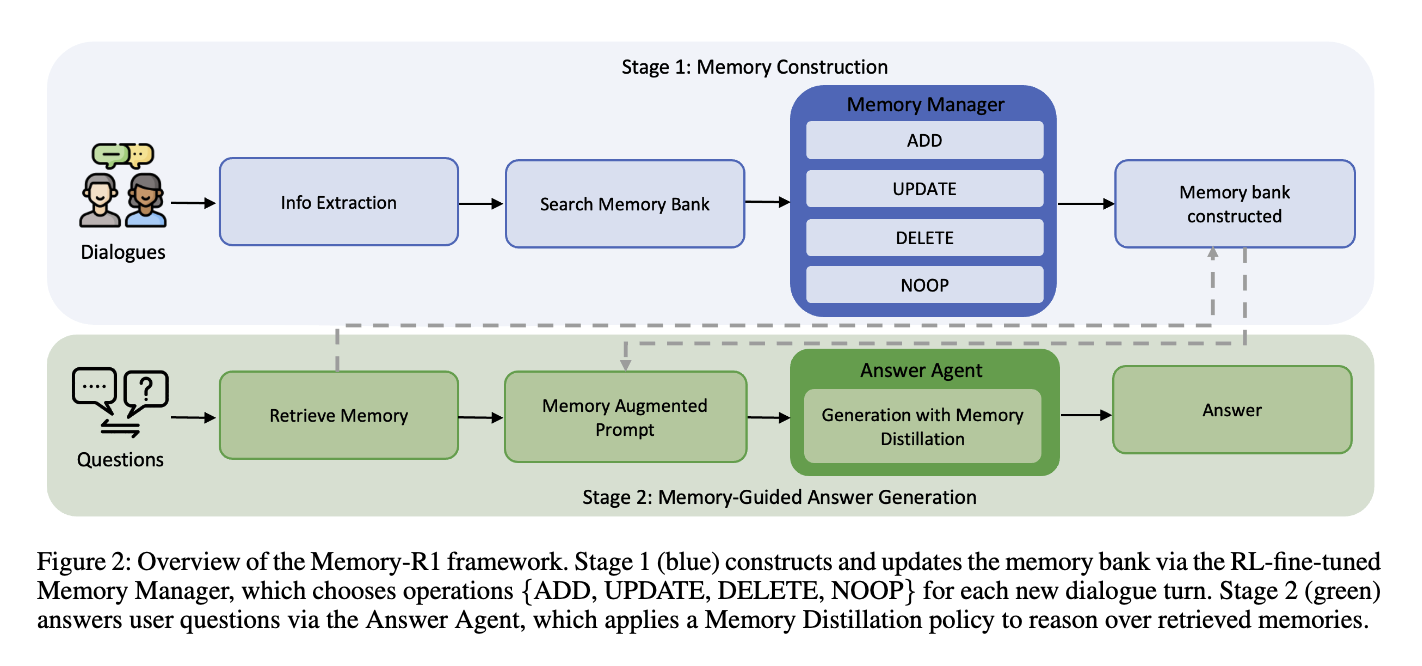 Stage 1: Memory Construction
Dialogues
Info Extraction
Search Memory Bank
Memory Manager
ADD
UPDATE
DELETE
NOOP
Memory bank
constructed
Questions
Retrieve Memory
Memory Augmented
Prompt
Answer Agent
Generation with Memory
Distillation
Answer
Stage 2: Memory-Guided Answer Generation
Figure 2: Overview of the Memory-R1 framework. Stage 1 (blue) constructs and updates the memory bank via the RL-fine-tuned
Memory Manager, which chooses operations {ADD, UPDATE, DELETE, NOOP} for each new dialogue turn. Stage 2 (green)
answers user questions via the Answer Agent, which applies a Memory Distillation policy to reason over retrieved memories.